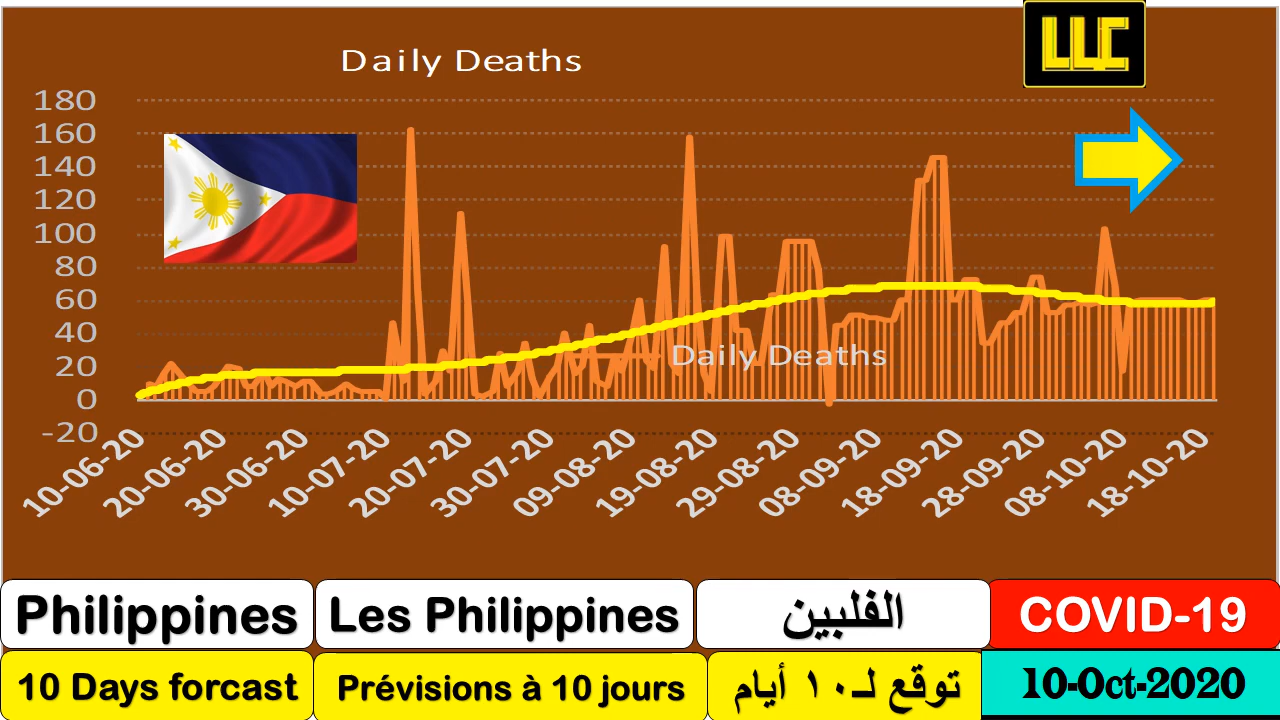 LLC
Daily Deaths
180
160
140
120
100
80
60
40
20
0
-20
Daily Deaths
10-06-20
20-06-20
30-06-20
10-07-20
20-07-20
30-07-20
09-08-20
19-08-20
29-08-20
08-09-20
18-09-20
28-09-20
08-10-20
18-10-20
Philippines
Les Philippines
الفلبين
COVID-19
10 Days forcast
Prévisions à 10 jours
توقع لـ١٠ أيام
10-Oct-2020